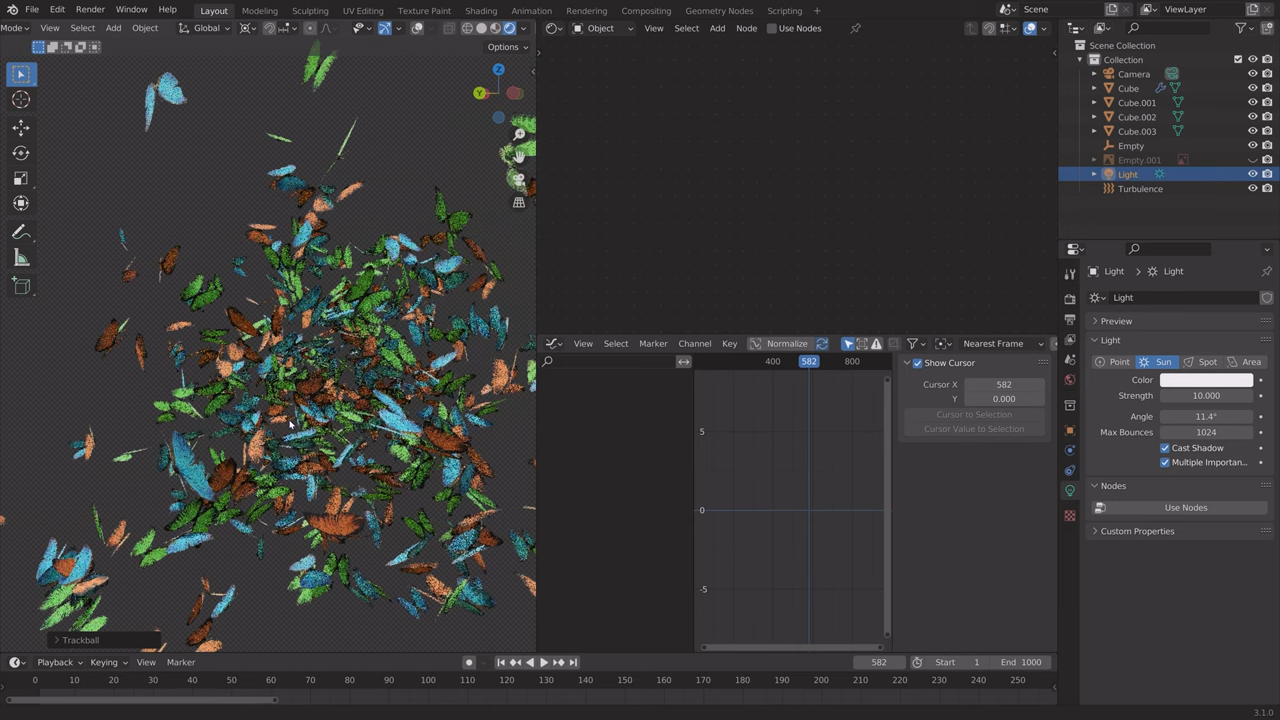 File Edit Render Window Help Layout Modeling Sculpting UV Editing Texture Paint Shading Animation Rendering Compositing Geometry Nodes Scripting Scene ViewLayer
Mode View Select Add Object Global Object View Select Add Node Use Nodes
Options
Z
Y
Scene Collection
Collection
Camera
Cube
Cube.001
Cube.002
Cube.003
Empty
Empty.001
Light
Turbulence
Light Light
Light
Preview
Light
Point Sun Spot Area
Color
Strength 10.000
Angle 11.4°
Max Bounces 1024
Cast Shadow
Multiple Importan...
Nodes
Use Nodes
Custom Properties
View Select Marker Channel Key Normalize Nearest Frame
400 582 800
5
0
-5
Show Cursor
Cursor X 582
Y 0.000
Cursor to Selection
Cursor Value to Selection
Trackball
Playback Keying View Marker 582 Start 1 End 1000
0 10 20 30 40 50 60 70 80 90 100 110 120 130 140 150 160 170 180 190 200 210 220 230 240 250
3.1.0